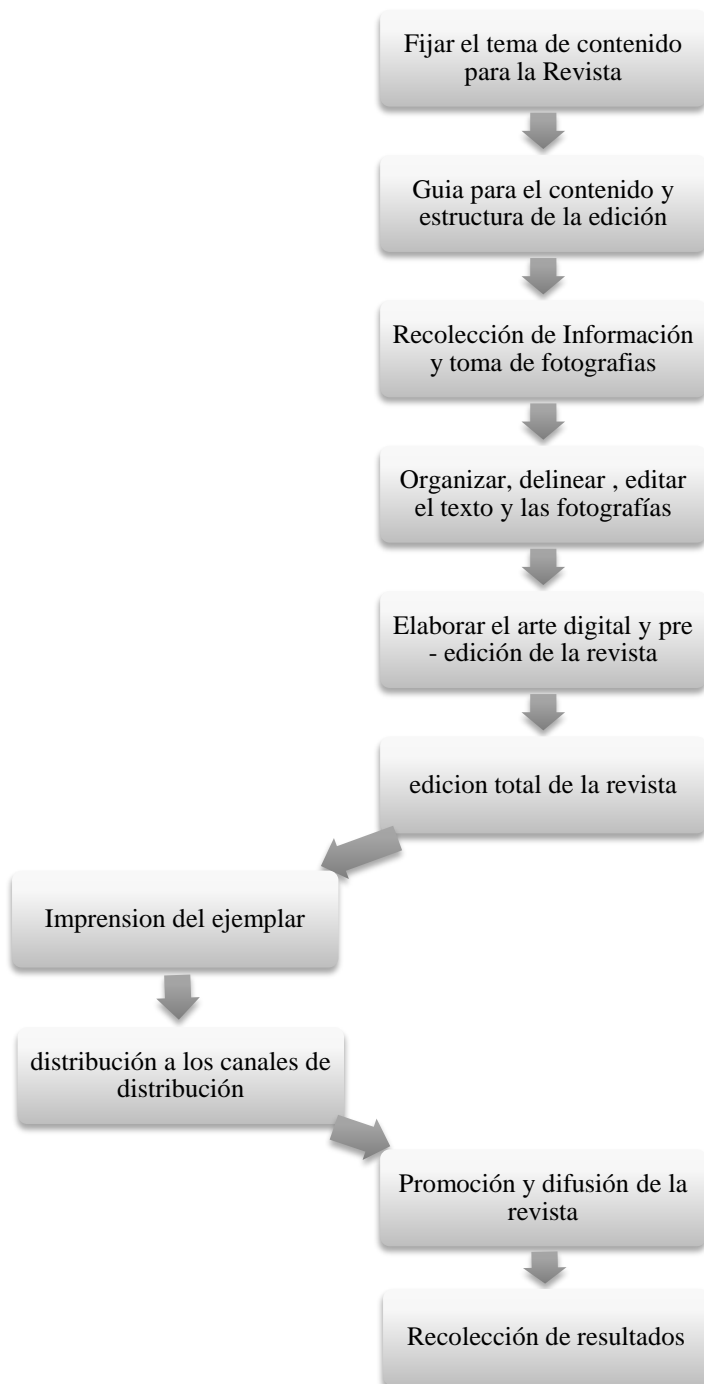 Fijar el tema de contenido
para la Revista
Guia para el contenido y
estructura de la edición
Recolección de Información
y toma de fotografias
Organizar, delinear , editar
el texto y las fotografías
Elaborar el arte digital y pre
- edición de la revista
edicion total de la revista
Imprension del ejemplar
distribución a los canales de
distribución
Promoción y difusión de la
revista
Recolección de resultados